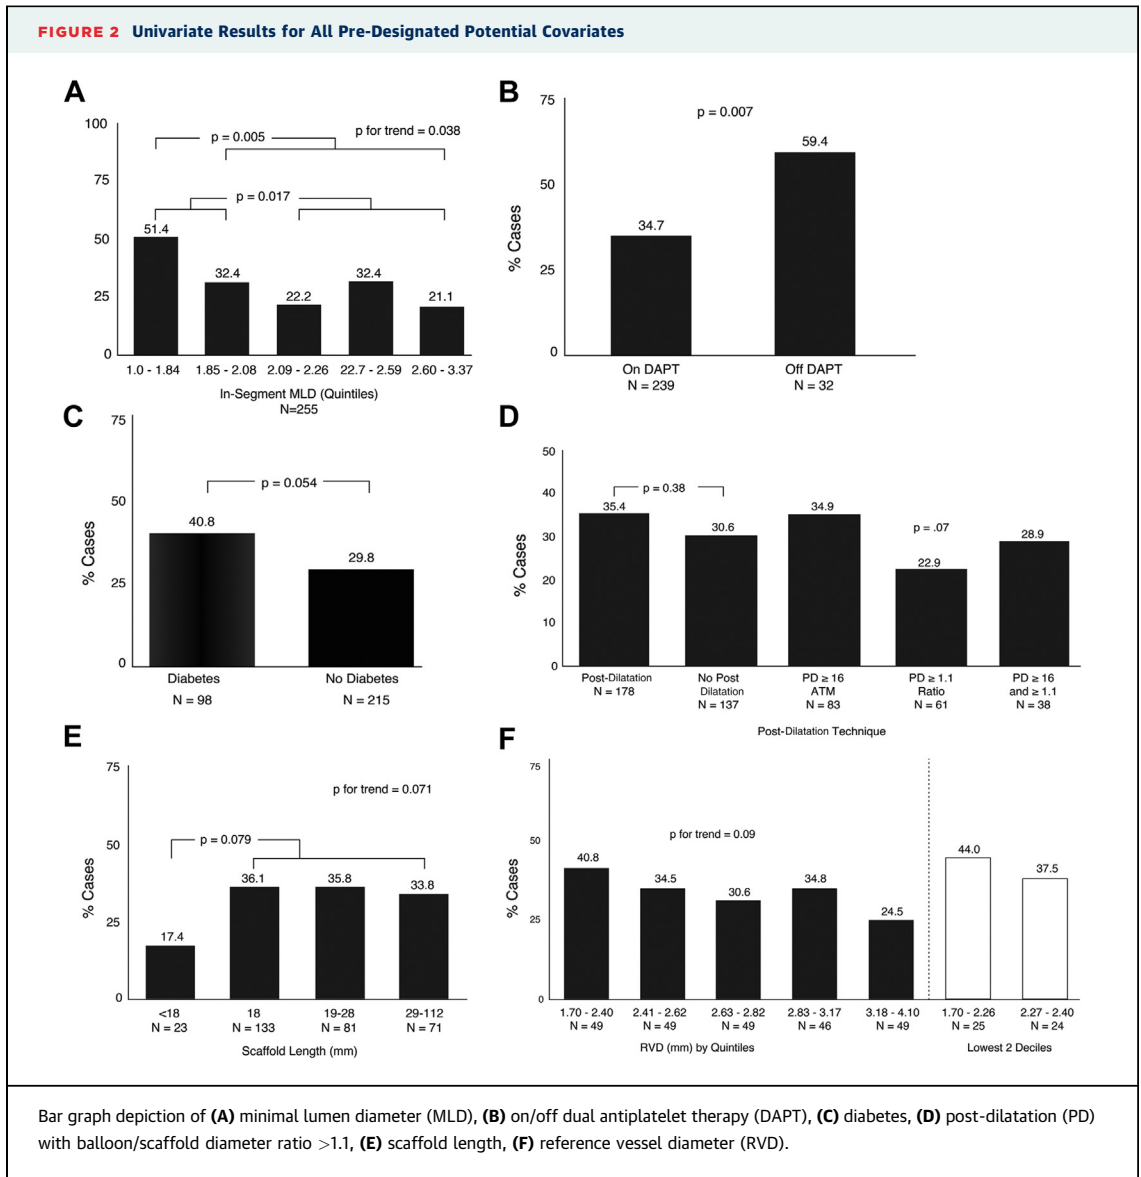 FIGURE 2 Univariate Results for All Pre-Designated Potential Covariates
A
100
75
50
25
0
p = 0.005
p for trend = 0.038
p = 0.017
51.4
32.4
22.2
32.4
21.1
1.0 - 1.84
1.85 - 2.08
2.09 - 2.26
22.7 - 2.59
2.60 - 3.37
In-Segment MLD (Quintiles)
N=255
B
% Cases
75
50
25
0
p = 0.007
34.7
59.4
On DAPT
N = 239
Off DAPT
N = 32
C
% Cases
75
50
25
0
p = 0.054
40.8
29.8
Diabetes
N = 98
No Diabetes
N = 215
D
% Cases
50
40
30
20
10
0
p = 0.38
p = .07
35.4
30.6
34.9
22.9
28.9
Post-Dilatation
N = 178
No Post
Dilatation
N = 137
PD ≥ 16
ATM
N = 83
PD ≥ 1.1
Ratio
N = 61
PD ≥ 16
and ≥ 1.1
N = 38
Post-Dilatation Technique
E
% Cases
75
50
25
0
p for trend = 0.071
p = 0.079
17.4
36.1
35.8
33.8
<18
N = 23
18
N = 133
19-28
N = 81
29-112
N = 71
Scaffold Length (mm)
F
% Cases
75
50
25
0
p for trend = 0.09
40.8
34.5
30.6
34.8
24.5
44.0
37.5
1.70 - 2.40
N = 49
2.41 - 2.62
N = 49
2.63 - 2.82
N = 49
2.83 - 3.17
N = 46
3.18 - 4.10
N = 49
1.70 - 2.26
N = 25
2.27 - 2.40
N = 24
RVD (mm) by Quintiles
Lowest 2 Deciles
Bar graph depiction of (A) minimal lumen diameter (MLD), (B) on/off dual antiplatelet therapy (DAPT), (C) diabetes, (D) post-dilatation (PD)
with balloon/scaffold diameter ratio >1.1, (E) scaffold length, (F) reference vessel diameter (RVD).